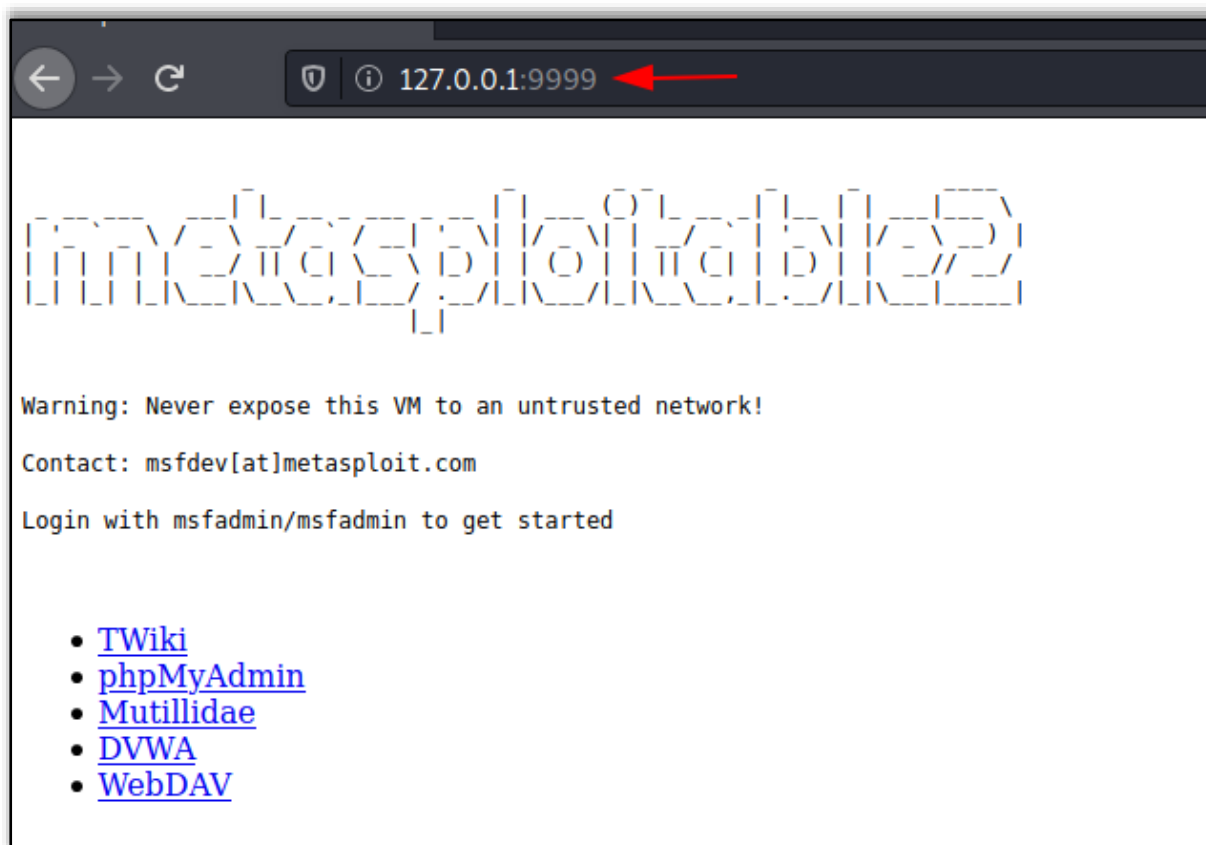 127.0.0.1:9999
metasploitable2
Warning: Never expose this VM to an untrusted network!
Contact: msfdev[at]metasploit.com
Login with msfadmin/msfadmin to get started
TWiki
phpMyAdmin
Mutillidae
DVWA
WebDAV